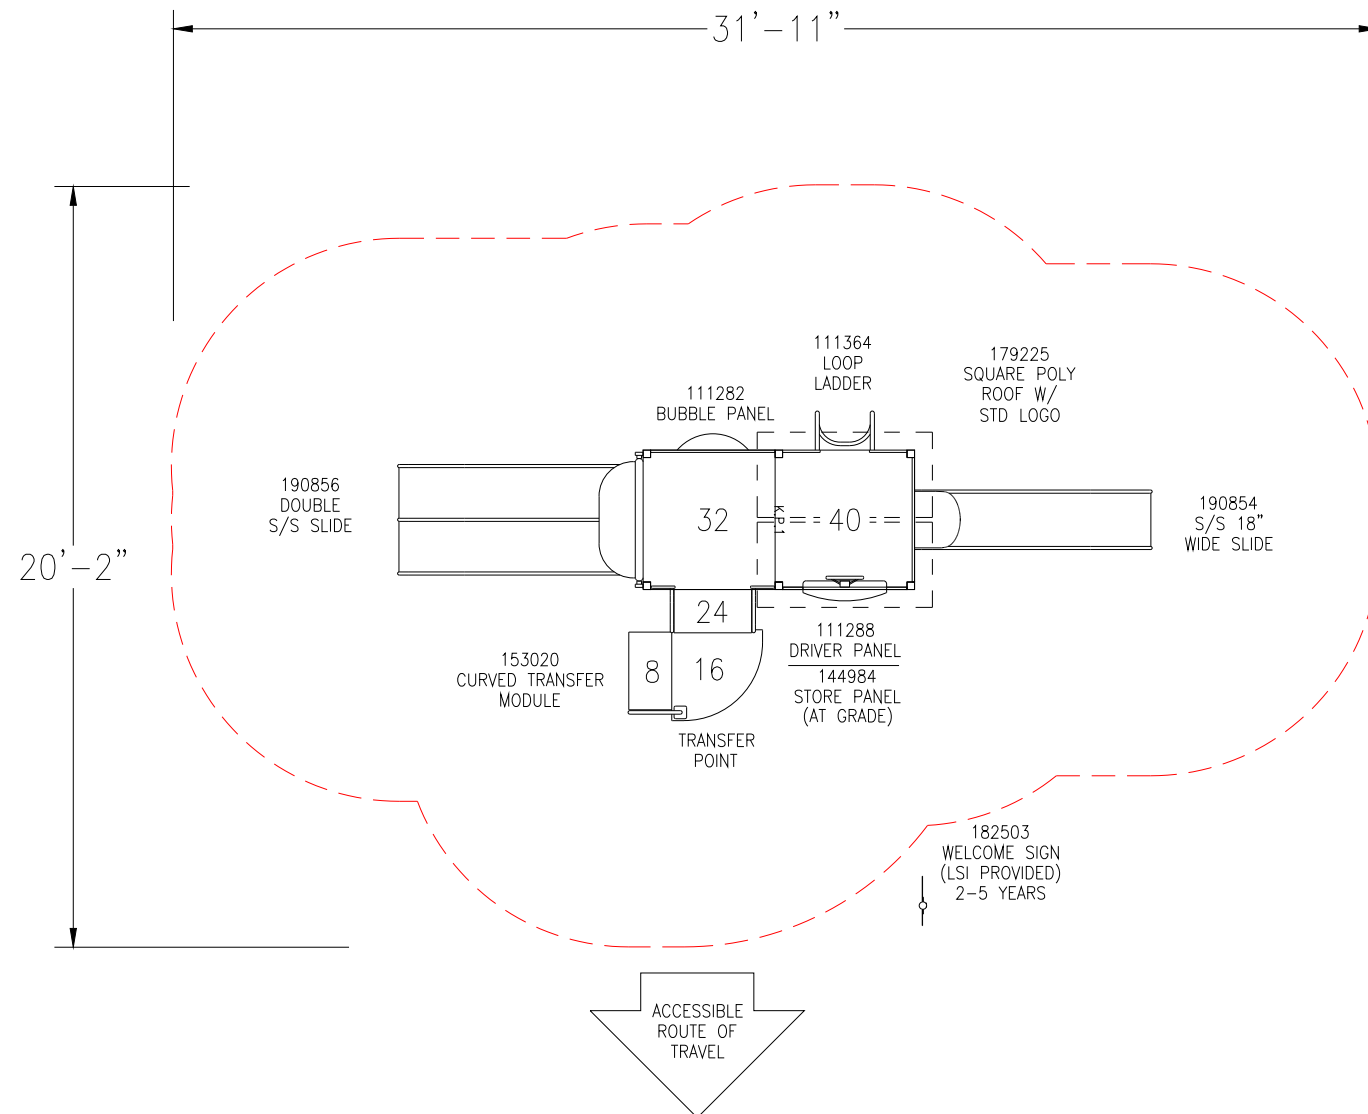 31'-11"
20'-2"
111364
LOOP
LADDER
179225
SQUARE POLY
ROOF W/
STD LOGO
111282
BUBBLE PANEL
190856
DOUBLE
S/S SLIDE
32
K.P.1
40
190854
S/S 18"
WIDE SLIDE
24
8
16
153020
CURVED TRANSFER
MODULE
111288
DRIVER PANEL
144984
STORE PANEL
(AT GRADE)
TRANSFER
POINT
182503
WELCOME SIGN
(LSI PROVIDED)
2-5 YEARS
ACCESSIBLE
ROUTE OF
TRAVEL